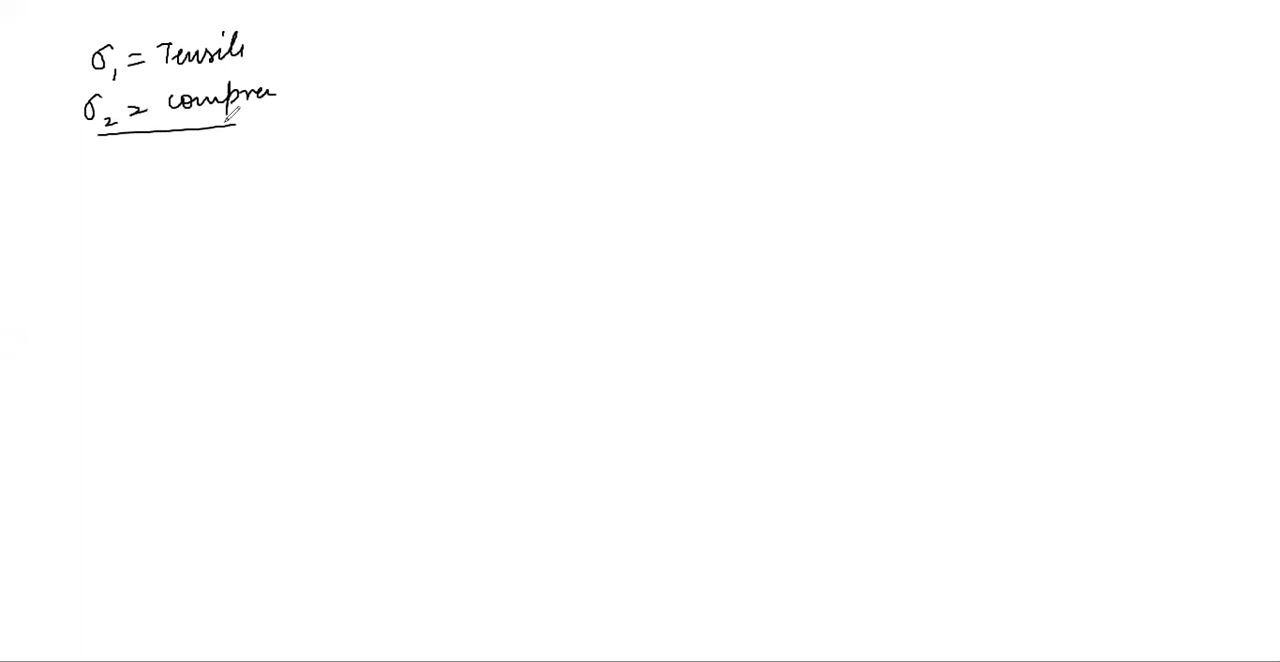 σ₁ = Tensile
σ₂ = compre